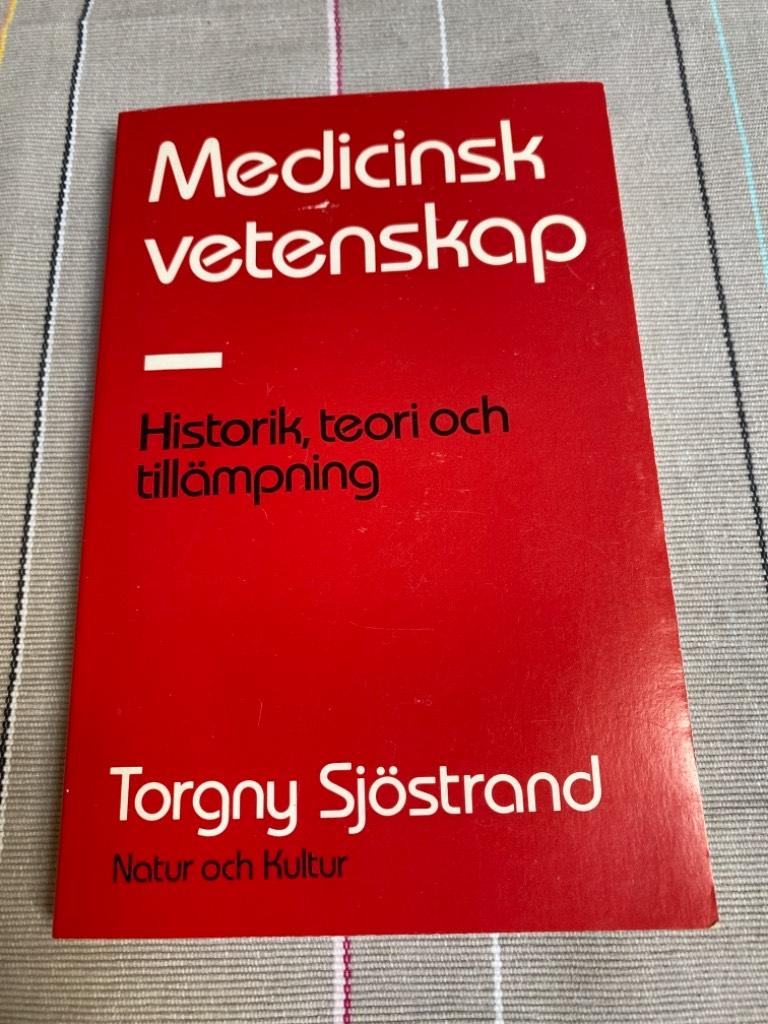 Medicinsk
vetenskap
Historik, teori och
tillämpning
Torgny Sjöstrand
Natur och Kultur